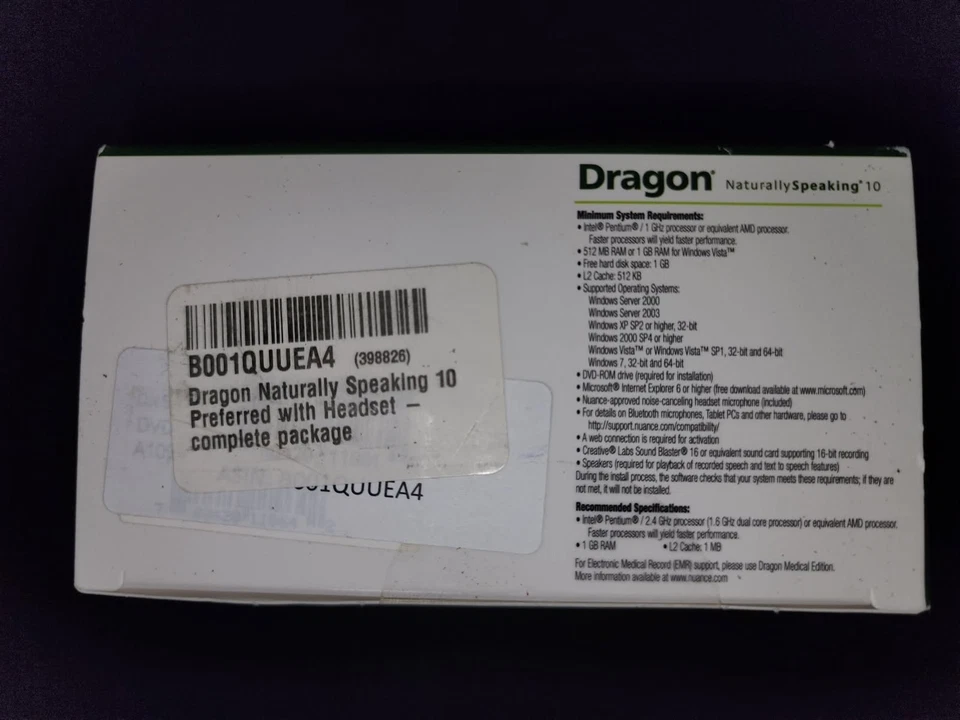 B001QUUEA4 (398826)
Dragon Naturally Speaking 10
Preferred with Headset –
complete package
001QUUEA4
Dragon® NaturallySpeaking® 10
Minimum System Requirements:
• Intel® Pentium® / 1 GHz processor or equivalent AMD processor.
Faster processors will yield faster performance.
• 512 MB RAM or 1 GB RAM for Windows Vista™
• Free hard disk space: 1 GB
• L2 Cache: 512 KB
• Supported Operating Systems:
Windows Server 2000
Windows Server 2003
Windows XP SP2 or higher, 32-bit
Windows 2000 SP4 or higher
Windows Vista™ or Windows Vista™ SP1, 32-bit and 64-bit
Windows 7, 32-bit and 64-bit
• DVD-ROM drive (required for installation)
• Microsoft® Internet Explorer 6 or higher (free download available at www.microsoft.com)
• Nuance-approved noise-canceling headset microphone (included)
• For details on Bluetooth microphones, Tablet PCs and other hardware, please go to
http://support.nuance.com/compatibility/
• A web connection is required for activation
• Creative® Labs Sound Blaster® 16 or equivalent sound card supporting 16-bit recording
• Speakers (required for playback of recorded speech and text to speech features)
During the install process, the software checks that your system meets these requirements; if they are
not met, it will not be installed.
Recommended Specifications:
• Intel® Pentium® / 2.4 GHz processor (1.6 GHz dual core processor) or equivalent AMD processor.
Faster processors will yield faster performance.
• 1 GB RAM • L2 Cache: 1 MB
For Electronic Medical Record (EMR) support, please use Dragon Medical Edition.
More information available at www.nuance.com